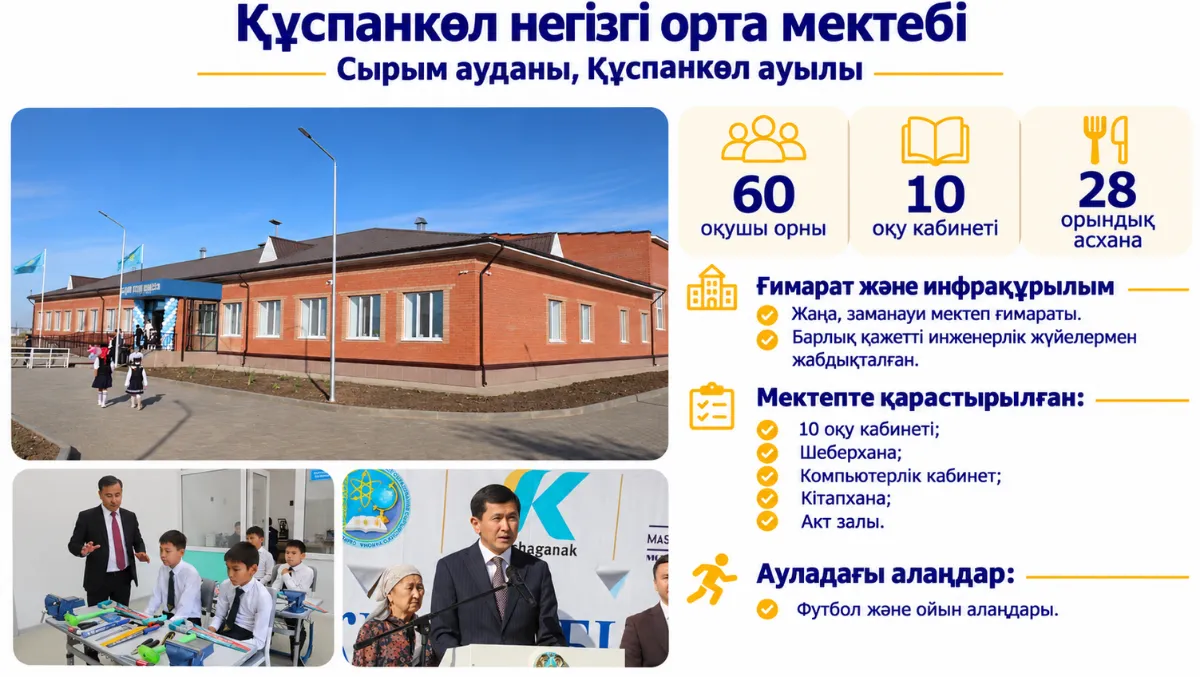 Құспанкөл негізгі орта мектебі
Сырым ауданы, Құспанкөл ауылы
60
оқушы орны
10
оқу кабинеті
28
орындық
асхана
Ғимарат және инфрақұрылым
Жаңа, заманауи мектеп ғимараты.
Барлық қажетті инженерлік жүйелермен
жабдықталған.
Мектепте қарастырылған:
10 оқу кабинеті;
Шеберхана;
Компьютерлік кабинет;
Кітапхана;
Акт залы.
Ауладағы алаңдар:
Футбол және ойын алаңдары.
shaganak
MAS